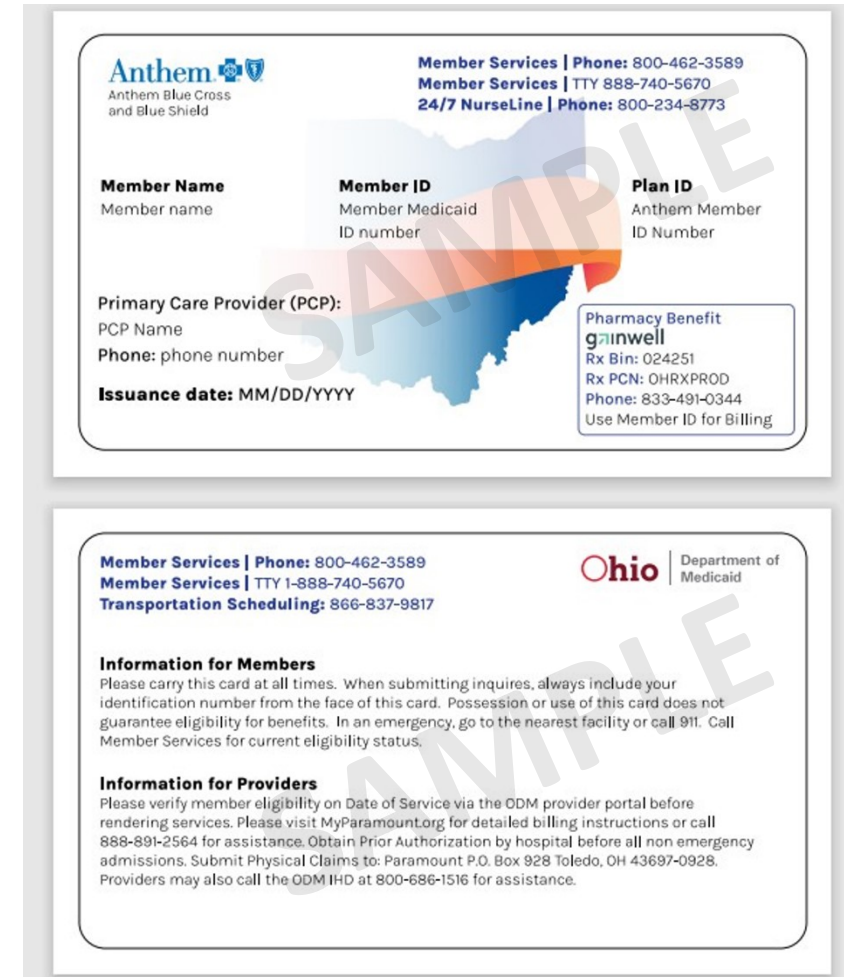 Anthem
Anthem Blue Cross
and Blue Shield
Member Services | Phone: 800-462-3589
Member Services | TTY 888-740-5670
24/7 NurseLine | Phone: 800-234-8773
Member Name
Member name
Member ID
Member Medicaid
ID number
Plan ID
Anthem Member
ID Number
Primary Care Provider (PCP):
PCP Name
Phone: phone number
Issuance date: MM/DD/YYYY
Pharmacy Benefit
gainwell
Rx Bin: 024251
Rx PCN: OHRXPROD
Phone: 833-491-0344
Use Member ID for Billing
SAMPLE
Member Services | Phone: 800-462-3589
Member Services | TTY 1-888-740-5670
Transportation Scheduling: 866-837-9817
Ohio | Department of
Medicaid
Information for Members
Please carry this card at all times. When submitting inquires, always include your
identification number from the face of this card. Possession or use of this card does not
guarantee eligibility for benefits. In an emergency, go to the nearest facility or call 911. Call
Member Services for current eligibility status.
Information for Providers
Please verify member eligibility on Date of Service via the ODM provider portal before
rendering services. Please visit MyParamount.org for detailed billing instructions or call
888-891-2564 for assistance. Obtain Prior Authorization by hospital before all non emergency
admissions. Submit Physical Claims to: Paramount P.O. Box 928 Toledo, OH 43697-0928.
Providers may also call the ODM IHD at 800-686-1516 for assistance.
SAMPLE